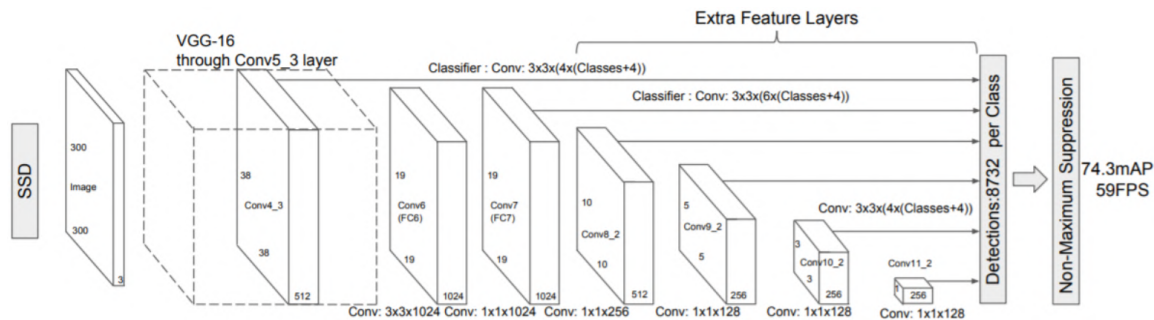 Extra Feature Layers
VGG-16
through Conv5_3 layer
Classifier : Conv: 3x3x(4x(Classes+4))
Classifier : Conv: 3x3x(6x(Classes+4))
SSD
300
Image
300
3
38
Conv4_3
38
512
19
Conv6
(FC6)
19
1024
19
Conv7
(FC7)
19
1024
10
Conv8_2
10
512
5
Conv9_2
5
256
Conv: 3x3x(4x(Classes+4))
3
Conv10_2
3
256
Conv11_2
1
256
Detections:8732 per Class
Non-Maximum Suppression
74.3mAP
59FPS
Conv: 3x3x1024
Conv: 1x1x1024
Conv: 1x1x256
Conv: 1x1x128
Conv: 1x1x128
Conv: 1x1x128